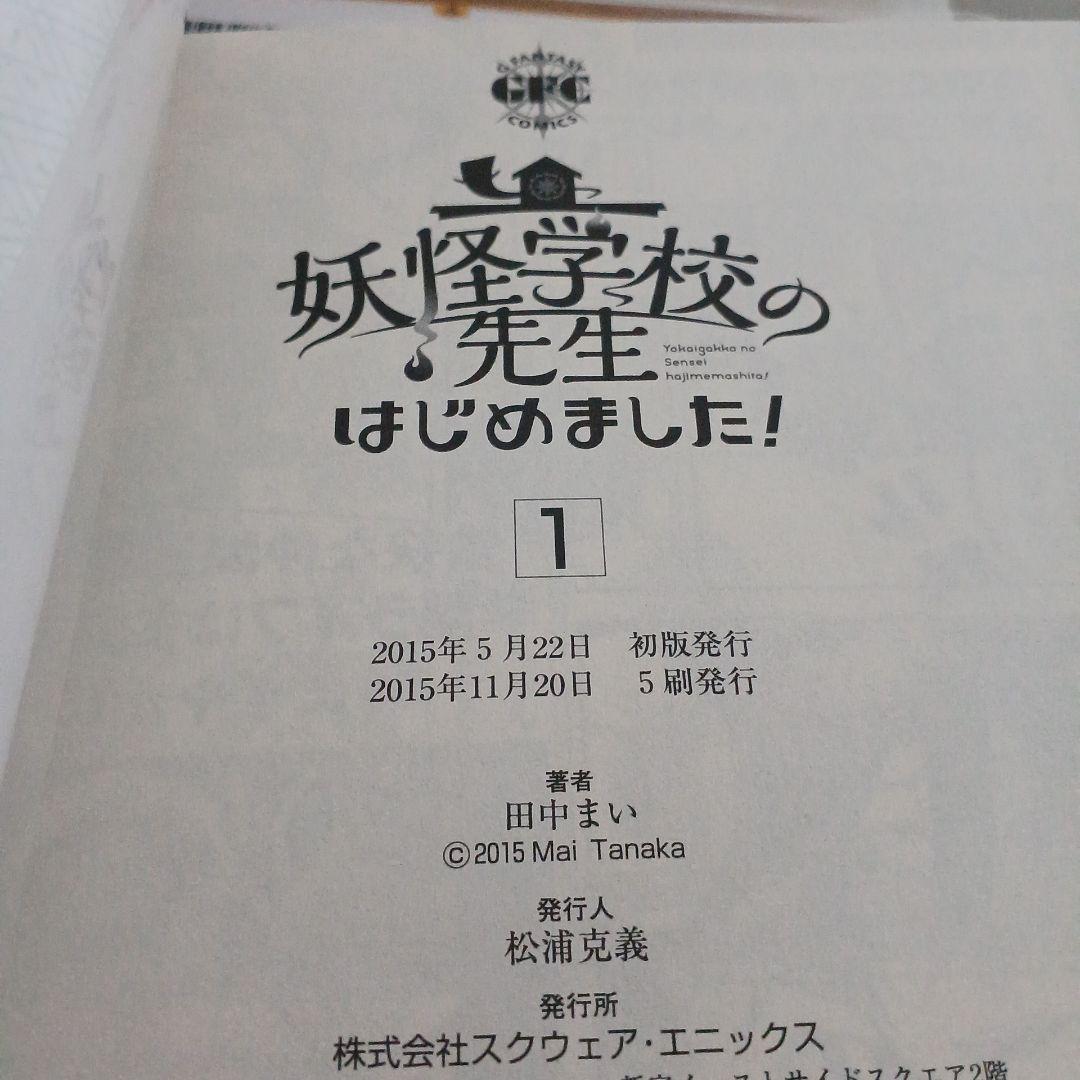 G FANTASY
GFC
COMICS
妖怪学校の
先生
Yokaigakko no
Sensei
hajimemashita!
はじめました!
1
2015年5月22日 初版発行
2015年11月20日 5刷発行
著者
田中まい
©2015 Mai Tanaka
発行人
松浦克義
発行所
株式会社スクウェア・エニックス